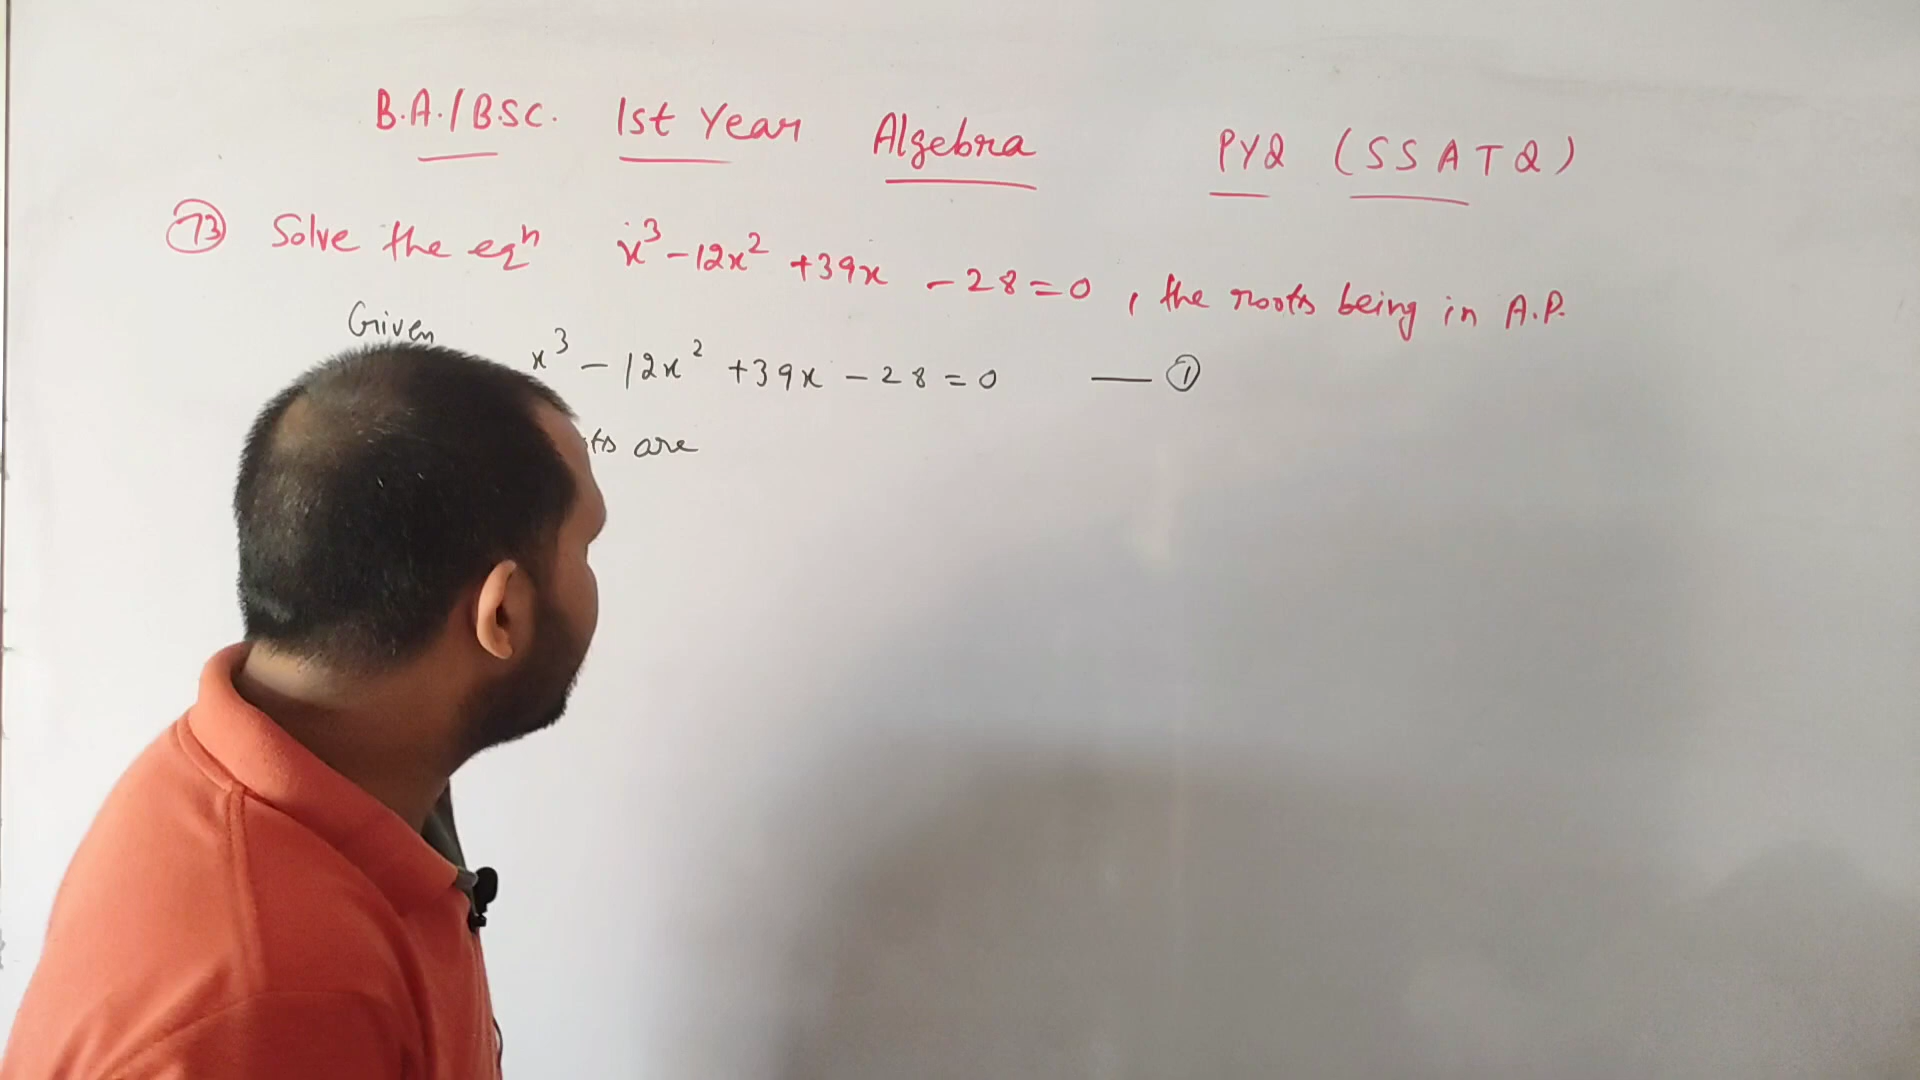 B.A./B.SC. 1st Year Algebra PYQ (SSATQ)
73 Solve the eqⁿ x³ - 12x² + 39x - 28 = 0, the roots being in A.P.
Given
x³ - 12x² + 39x - 28 = 0 — 1
are